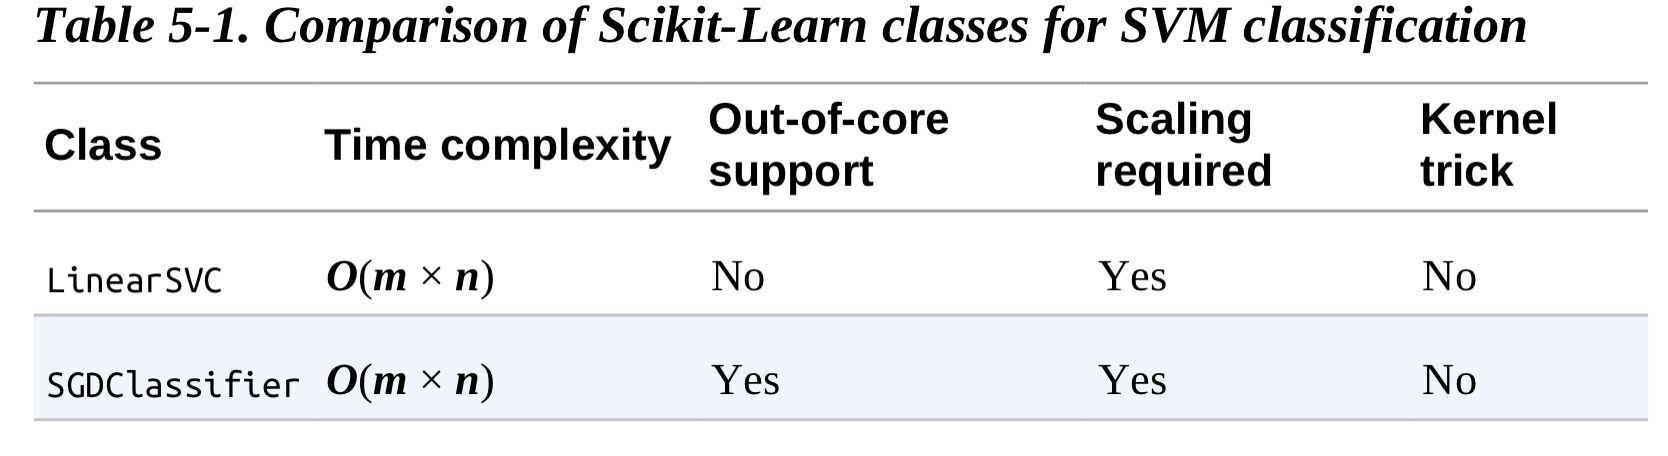 Table 5-1. Comparison of Scikit-Learn classes for SVM classification
Class Time complexity Out-of-core support Scaling required Kernel trick
LinearSVC O(m × n) No Yes No
SGDClassifier O(m × n) Yes Yes No